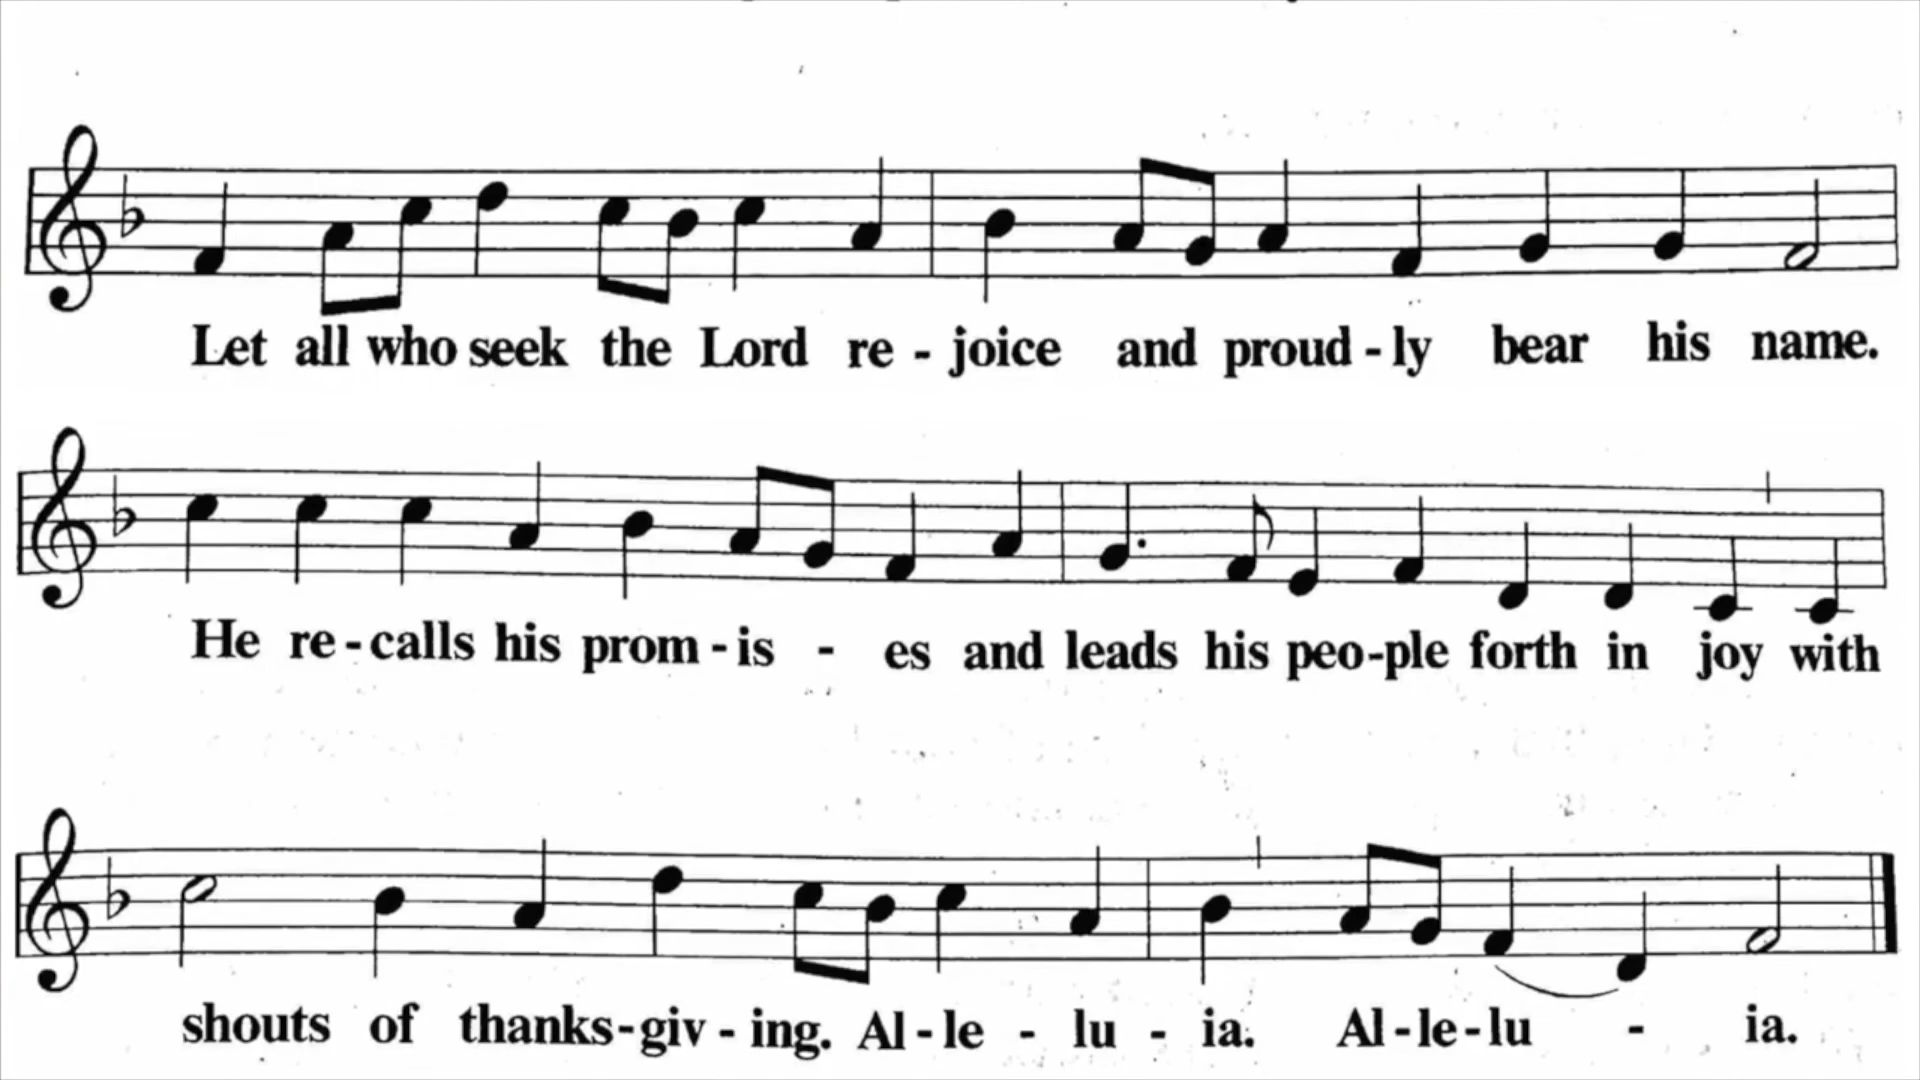 Let all who seek the Lord re - joice and proud - ly bear his name.
He re - calls his prom - is - es and leads his peo - ple forth in joy with
shouts of thanks - giv - ing. Al - le - lu - ia. Al - le - lu - ia.